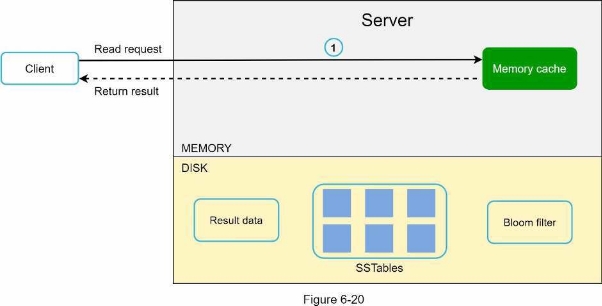 Server
Read request
1
Client
Memory cache
Return result
MEMORY
DISK
Result data
Bloom filter
SSTables
Figure 6-20